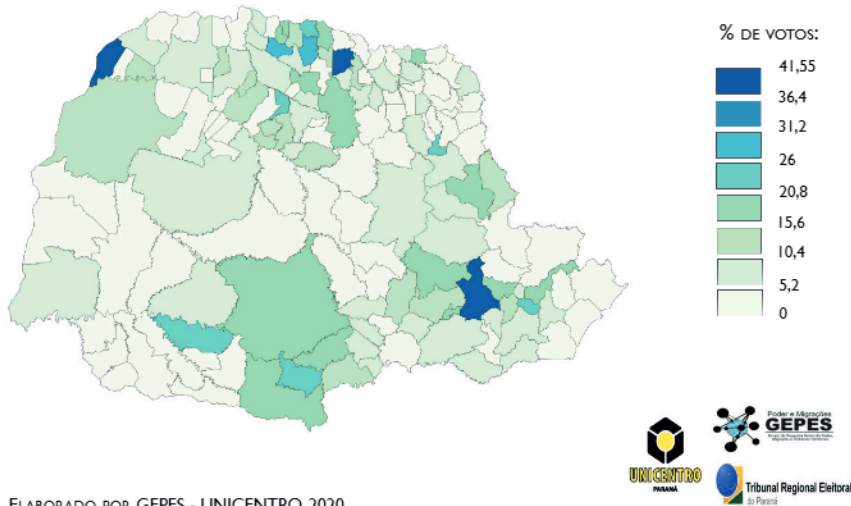 % DE VOTOS:
41,55
36,4
31,2
26
20,8
15,6
10,4
5,2
0
Poder e Migrações
GEPES
UNICENTRO
PARANÁ
Tribunal Regional Eleitoral
do Paraná
ELABORADO POR GEPES - UNICENTRO 2020